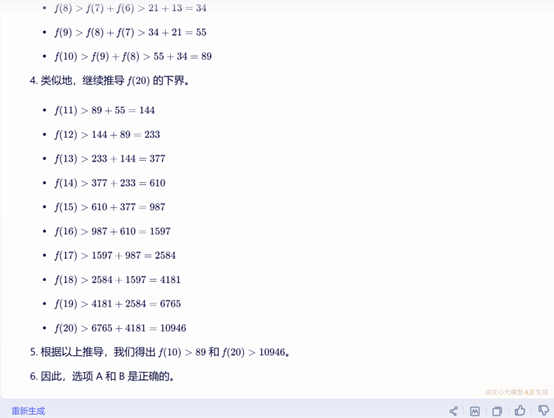 • f(8) > f(7) + f(6) > 21 + 13 = 34
• f(9) > f(8) + f(7) > 34 + 21 = 55
• f(10) > f(9) + f(8) > 55 + 34 = 89
4. 类似地，继续推导 f(20) 的下界。
• f(11) > 89 + 55 = 144
• f(12) > 144 + 89 = 233
• f(13) > 233 + 144 = 377
• f(14) > 377 + 233 = 610
• f(15) > 610 + 377 = 987
• f(16) > 987 + 610 = 1597
• f(17) > 1597 + 987 = 2584
• f(18) > 2584 + 1597 = 4181
• f(19) > 4181 + 2584 = 6765
• f(20) > 6765 + 4181 = 10946
5. 根据以上推导，我们得出 f(10) > 89 和 f(20) > 10946。
6. 因此，选项 A 和 B 是正确的。
由文心大模型 4.0 生成
重新生成